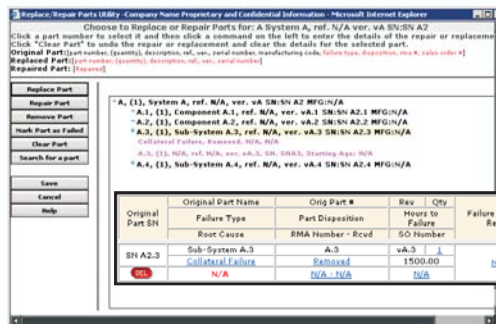 Replace/Repair Parts Utility -Company Name Proprietary and Confidential Information - Microsoft Internet Explorer
Choose to Replace or Repair Parts for: A System A, ref. N/A ver. vA SN:SN A2
Click a part number to select it and then click a command on the left to enter the details of the repair or replaceme
Click "Clear Part" to undo the repair or replacement and clear the details for the selected part.
Original Part:[part number, (quantity), description, ref., ver., serial number, manufacturing code, failure type, disposition, rma #, sales order #]
Replaced Part:[part number, (quantity), description, ref., ver., serial number]
Repaired Part: [Repaired]
Replace Part
Repair Part
Remove Part
Mark Part as Failed
Clear Part
Search for a part
Save
Cancel
Help
A, (1), System A, ref. N/A, ver. vA SN:SN A2 MFG:N/A
A.1, (1), Component A.1, ref. N/A, ver. vA.1 SN:SN A2.1 MFG:N/A
A.2, (1), Component A.2, ref. N/A, ver. vA.2 SN:SN A2.2 MFG:N/A
A.3, (1), Sub-System A.3, ref. N/A, ver. vA.3 SN:SN A2.3 MFG:N/A
Collateral Failure, Removed, N/A, N/A
A.3, (1), N/A, ref. N/A, ver. vA.3, SN. SNA3, Starting Age: N/A
A.4, (1), Sub-System A.4, ref. N/A, ver. vA.4 SN:SN A2.4 MFG:N/A
Original Part SN
Original Part Name Orig Part # Rev Qty
Failure Type Part Disposition Hours to Failure Failure
Root Cause RMA Number - Rcvd SO Number Re
SN A2.3 Sub-System A.3 A.3 vA.3 1
Collateral Failure Removed 1500.00
DEL N/A N/A - N/A N/A